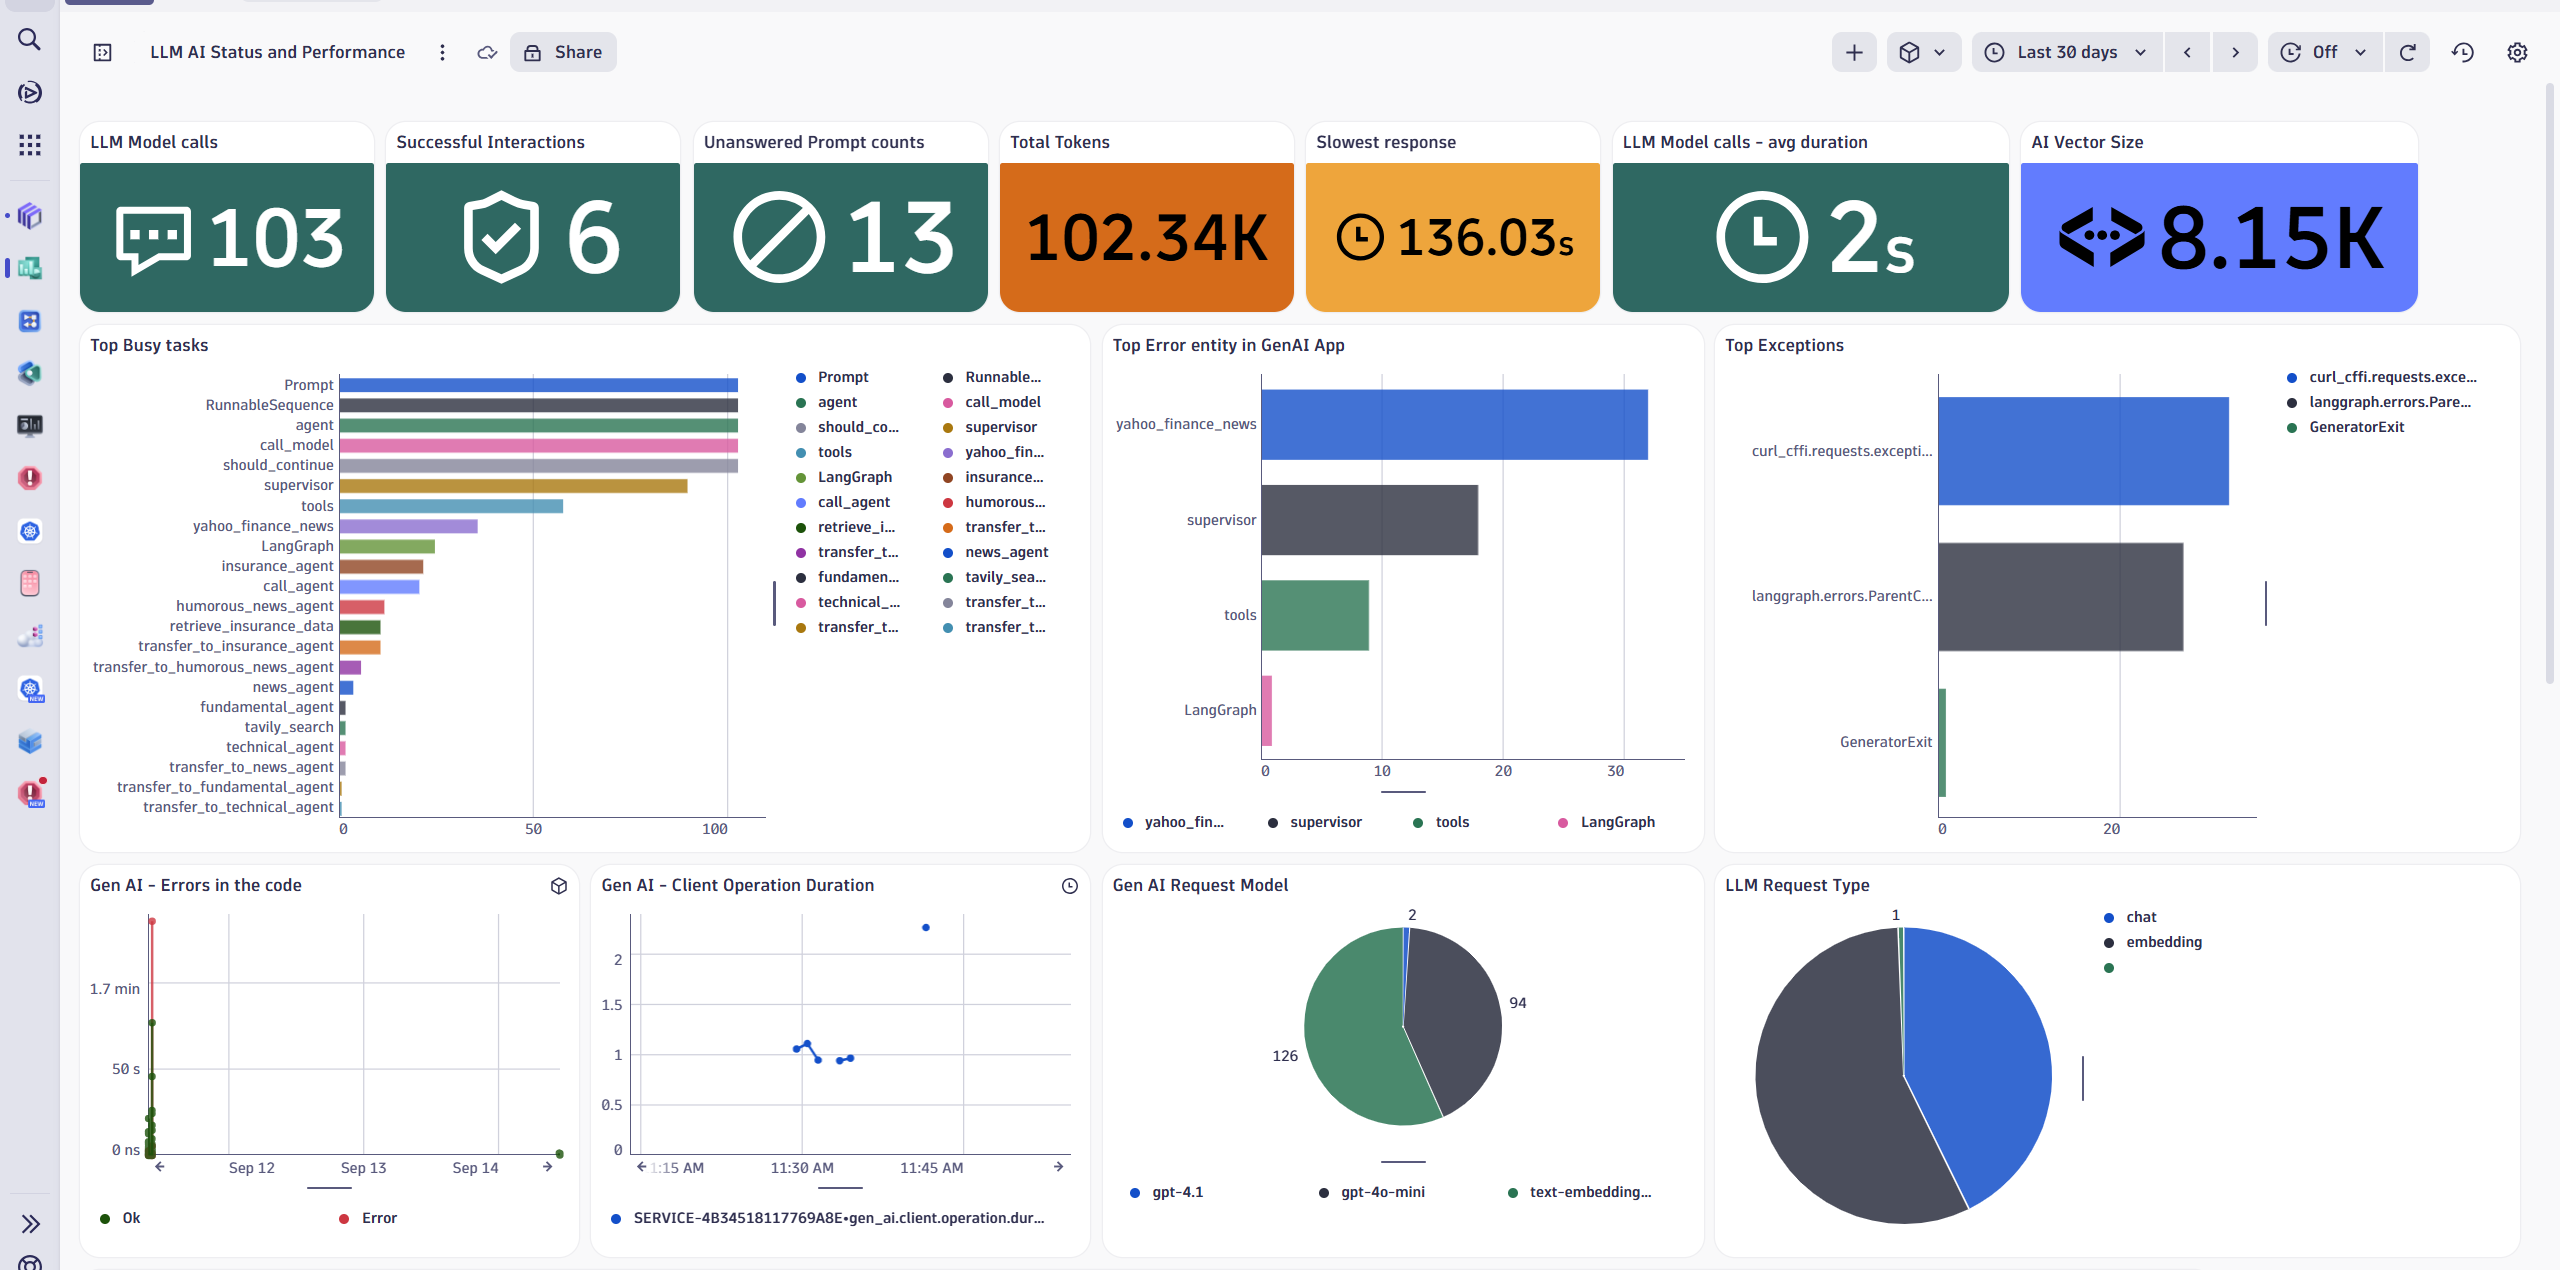 LLM AI Status and Performance
Share
Last 30 days
Off
LLM Model calls
103
Successful Interactions
6
Unanswered Prompt counts
13
Total Tokens
102.34K
Slowest response
136.03s
LLM Model calls - avg duration
2s
AI Vector Size
8.15K
Top Busy tasks
Prompt
RunnableSequence
agent
call_model
should_continue
supervisor
tools
yahoo_finance_news
LangGraph
insurance_agent
call_agent
humorous_news_agent
retrieve_insurance_data
transfer_to_insurance_agent
transfer_to_humorous_news_agent
news_agent
fundamental_agent
tavily_search
technical_agent
transfer_to_news_agent
transfer_to_fundamental_agent
transfer_to_technical_agent
0 50 100
Prompt Runnable...
agent call_model
should_co... supervisor
tools yahoo_fin...
LangGraph insurance...
call_agent humorous...
retrieve_i... transfer_t...
transfer_t... news_agent
fundamen... tavily_sea...
technical_... transfer_t...
transfer_t... transfer_t...
Top Error entity in GenAI App
yahoo_finance_news
supervisor
tools
LangGraph
0 10 20 30
yahoo_fin... supervisor tools LangGraph
Top Exceptions
curl_cffi.requests.excepti...
langgraph.errors.ParentC...
GeneratorExit
0 20
curl_cffi.requests.exce...
langgraph.errors.Pare...
GeneratorExit
Gen AI - Errors in the code
1.7 min
50 s
0 ns
Sep 12 Sep 13 Sep 14
Ok Error
Gen AI - Client Operation Duration
2
1.5
1
0.5
0
1:15 AM 11:30 AM 11:45 AM
SERVICE-4B34518117769A8E•gen_ai.client.operation.dur...
Gen AI Request Model
2
94
126
gpt-4.1 gpt-4o-mini text-embedding...
LLM Request Type
1
chat
embedding
NEW
NEW